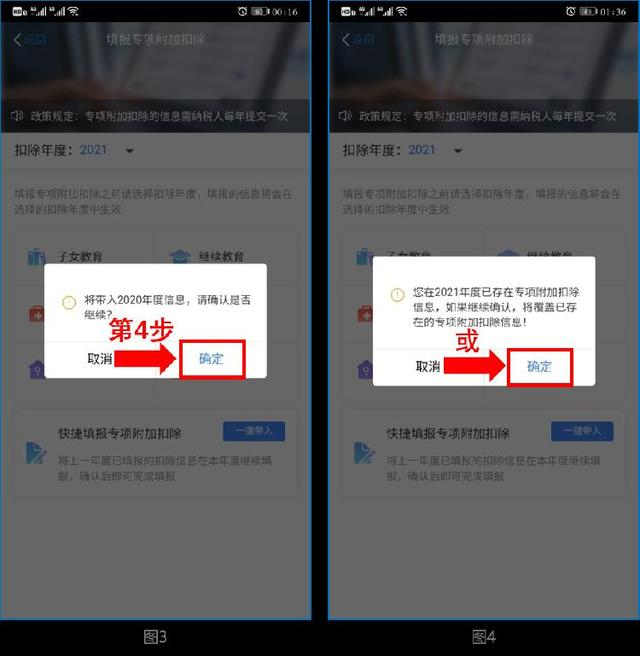 00:16
返回
填报专项附加扣除
政策规定：专项附加扣除的信息需纳税人每年提交一次
扣除年度：2021
填报专项附加扣除之前请选择扣除年度，填报的信息将会在
选择的扣除年度中生效
子女教育
继续教育
将带入2020年度信息，请确认是否
继续？
第4步
取消
确定
快捷填报专项附加扣除
一键带入
将上一年度已填报的扣除信息在本年度继续填
报，确认后即可完成填报
图3
01:36
返回
填报专项附加扣除
政策规定：专项附加扣除的信息需纳税人每年提交一次
扣除年度：2021
填报专项附加扣除之前请选择扣除年度，填报的信息将会在
选择的扣除年度中生效
子女教育
继续教育
您在2021年度已存在专项附加扣除
信息，如果继续确认，将覆盖已存
在的专项附加扣除信息！
或
取消
确定
快捷填报专项附加扣除
一键带入
将上一年度已填报的扣除信息在本年度继续填
报，确认后即可完成填报
图4